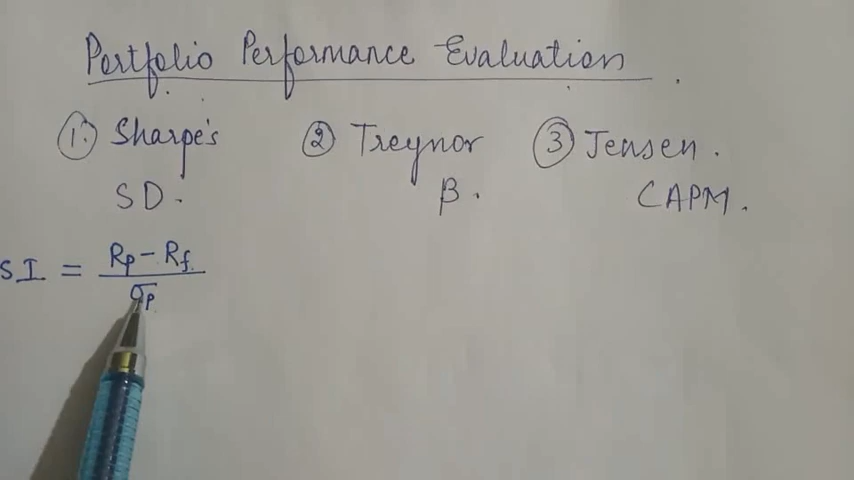 Portfolio Performance Evaluation .
① Sharpe's ② Treynor ③ Jensen .
SD . β . CAPM .
SI = Rp - Rf / σp